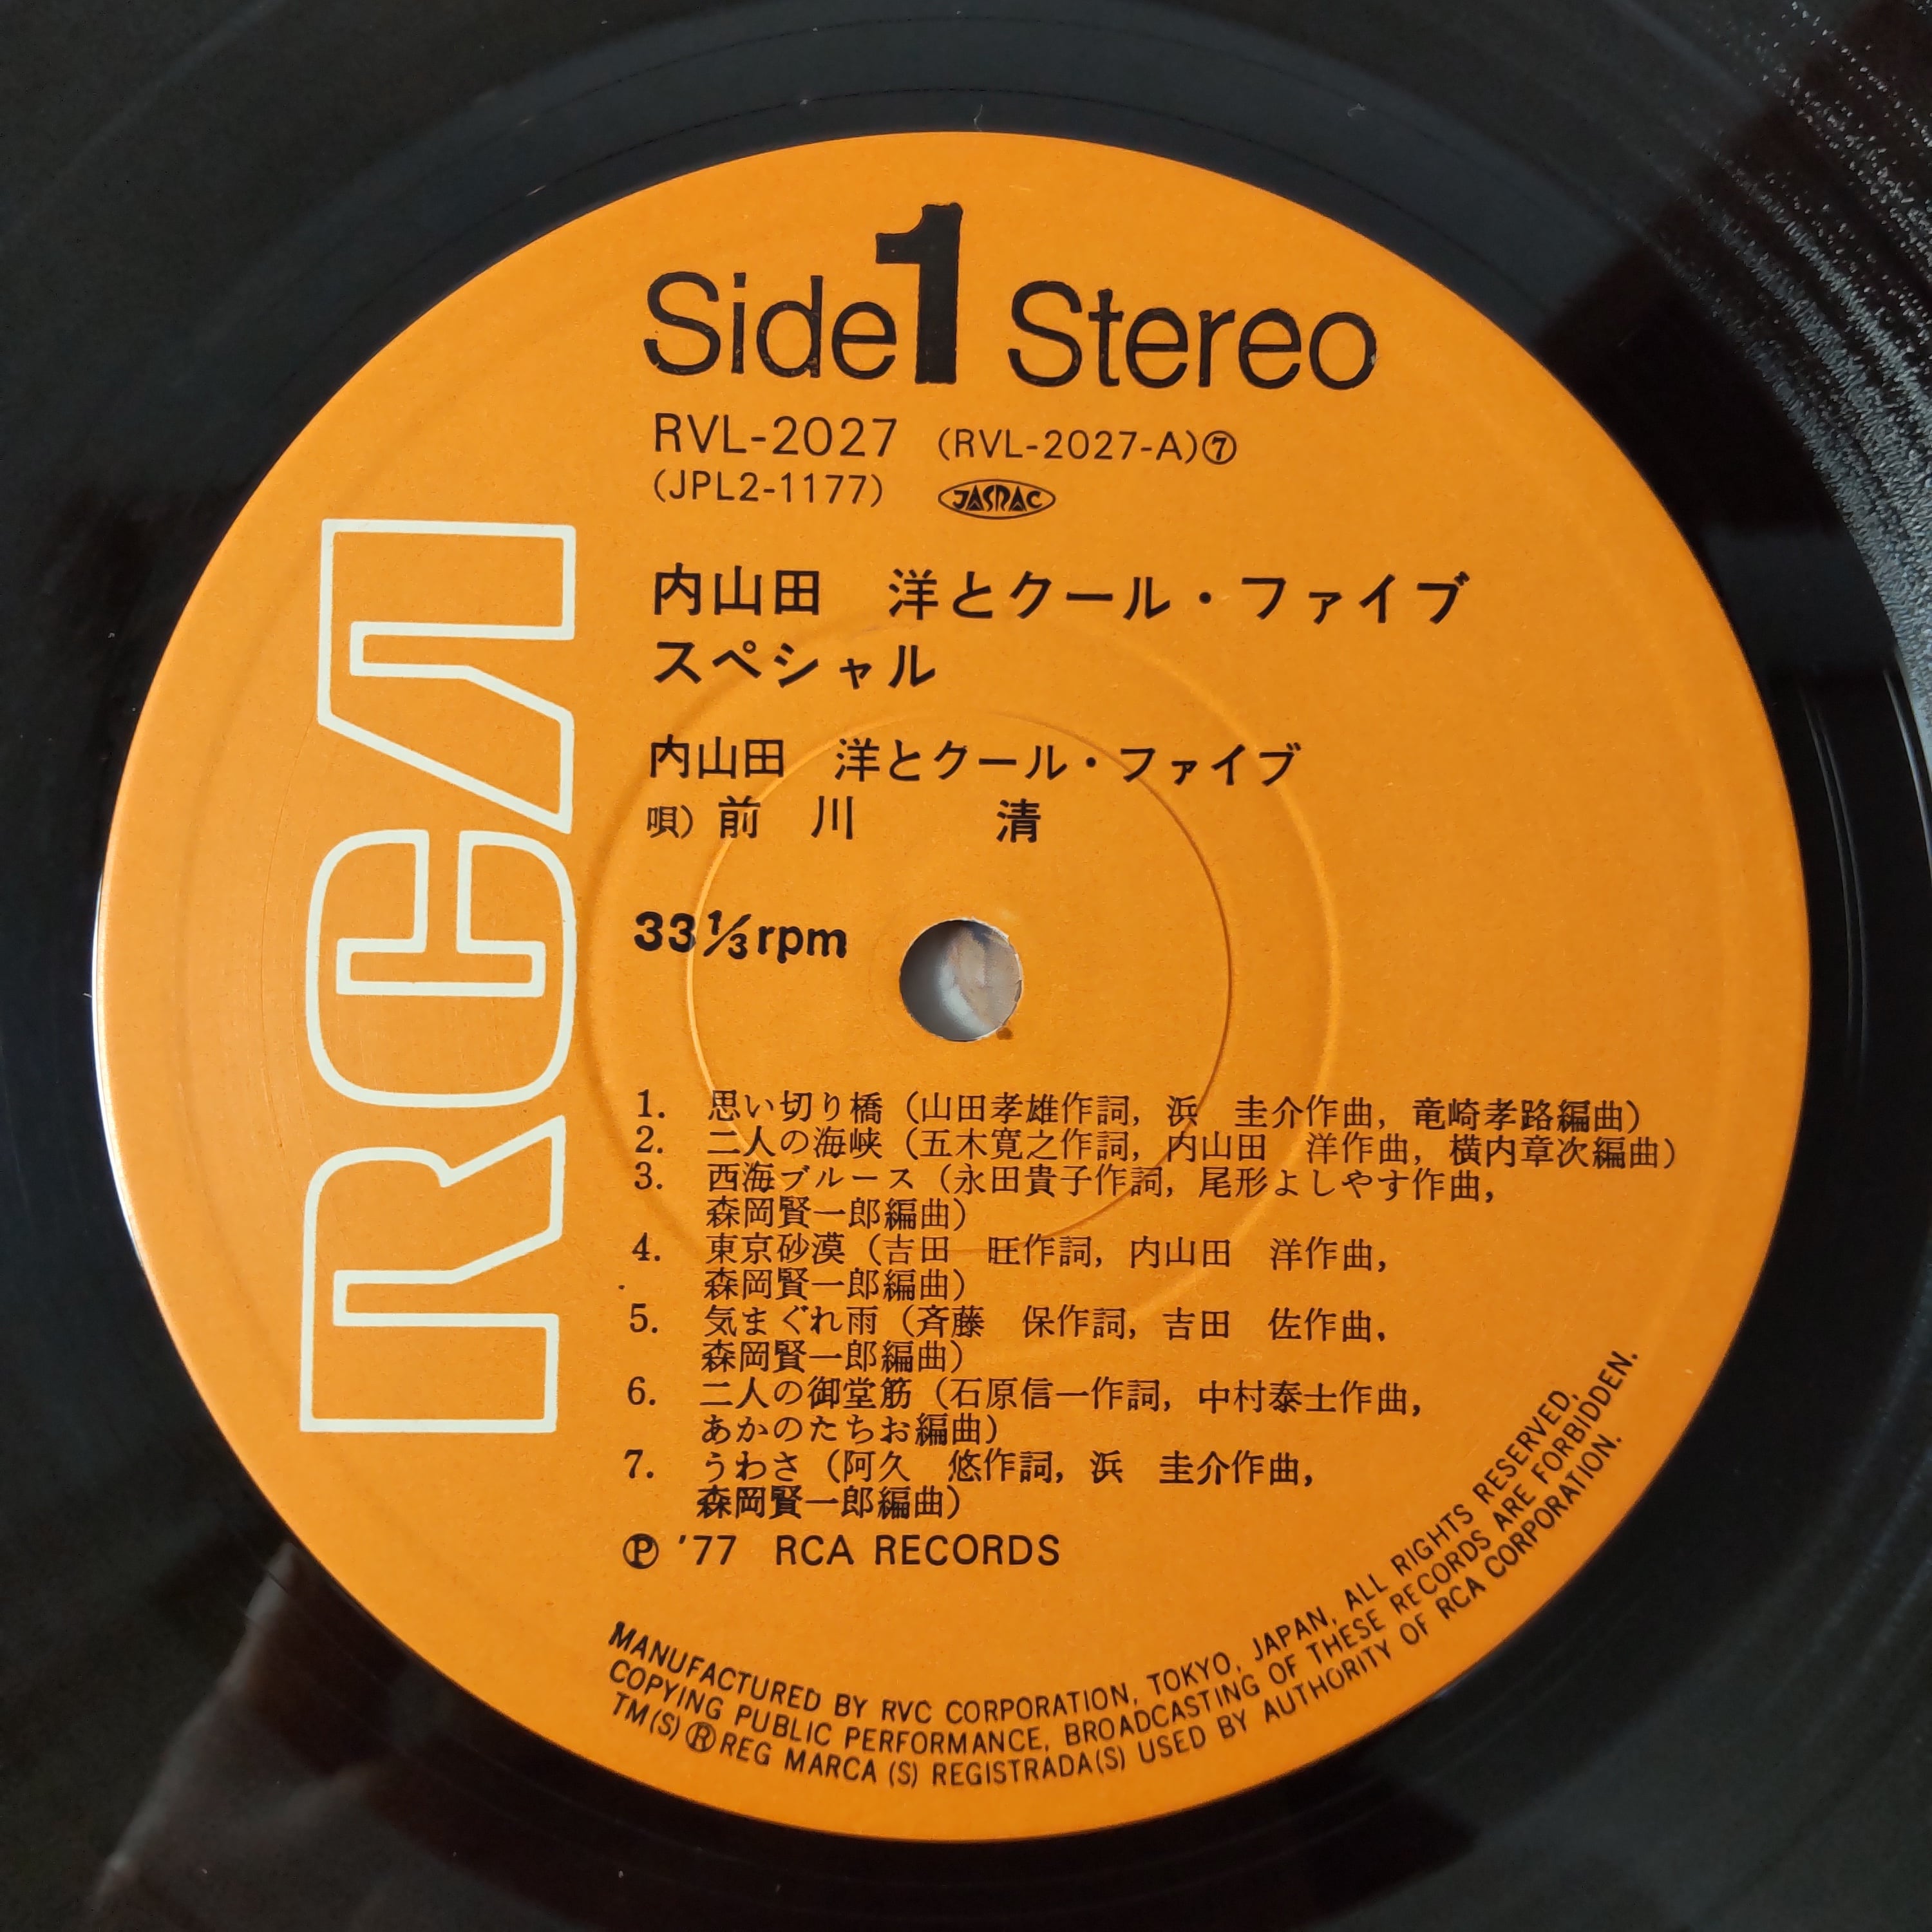 Side 1 Stereo
RVL-2027 (RVL-2027-A)⑦
(JPL2-1177) JASRAC
内山田 洋とクール・ファイブ
スペシャル
内山田 洋とクール・ファイブ
唄) 前 川 清
33⅓rpm
RCA
1. 思い切り橋 (山田孝雄作詞, 浜 圭介作曲, 竜崎孝路編曲)
2. 二人の海峡 (五木寛之作詞, 内山田 洋作曲, 横内章次編曲)
3. 西海ブルース (永田貴子作詞, 尾形よしやす作曲,
森岡賢一郎編曲)
4. 東京砂漠 (吉田 旺作詞, 内山田 洋作曲,
森岡賢一郎編曲)
5. 気まぐれ雨 (斉藤 保作詞, 吉田 佐作曲,
森岡賢一郎編曲)
6. 二人の御堂筋 (石原信一作詞, 中村泰士作曲,
あかのたちお編曲)
7. うわさ (阿久 悠作詞, 浜 圭介作曲,
森岡賢一郎編曲)
Ⓟ '77 RCA RECORDS
MANUFACTURED BY RVC CORPORATION, TOKYO, JAPAN, ALL RIGHTS RESERVED,
COPYING PUBLIC PERFORMANCE, BROADCASTING OF THESE RECORDS ARE FORBIDDEN.
TM(S) ® REG MARCA (S) REGISTRADA(S) USED BY AUTHORITY OF RCA CORPORATION.